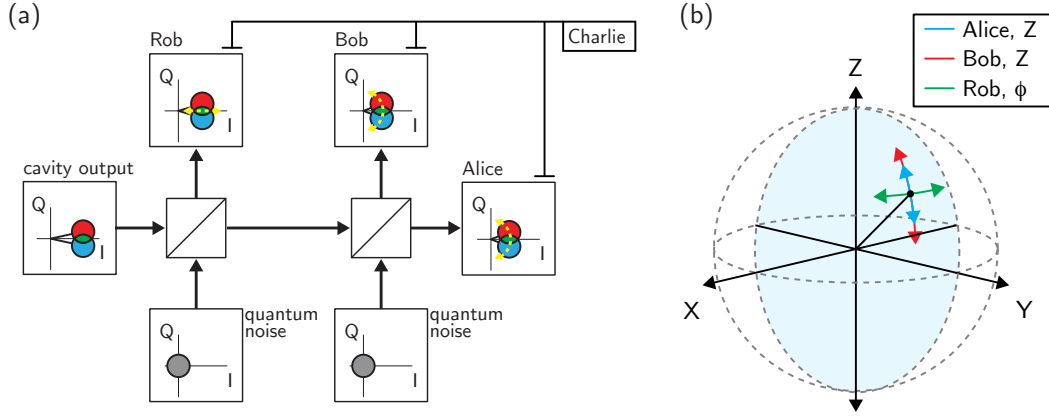 (a)
Rob
Bob
Charlie
Q
I
Q
I
cavity output
Alice
Q
I
Q
I
quantum
noise
quantum
noise
Q
I
Q
I
(b)
Alice, Z
Bob, Z
Rob, ϕ
Z
X
Y